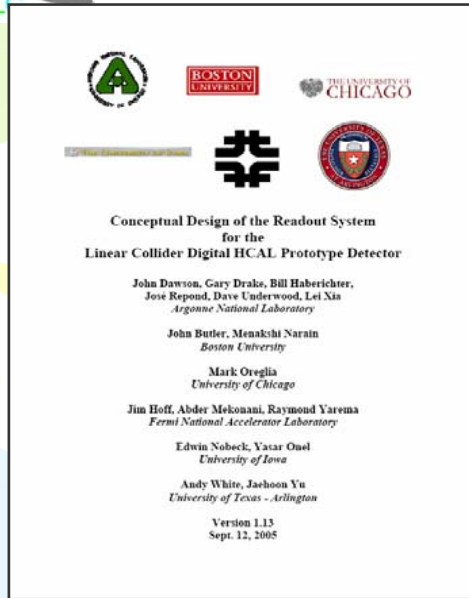 BOSTON
UNIVERSITY
THE UNIVERSITY OF
CHICAGO
Conceptual Design of the Readout System
for the
Linear Collider Digital HCAL Prototype Detector
John Dawson, Gary Drake, Bill Haberichter,
José Repond, Dave Underwood, Lei Xia
Argonne National Laboratory
John Butler, Menakshi Narain
Boston University
Mark Oreglia
University of Chicago
Jim Hoff, Abder Mekonani, Raymond Yarema
Fermi National Accelerator Laboratory
Edwin Nobeck, Yasar Onel
University of Iowa
Andy White, Jaehoon Yu
University of Texas - Arlington
Version 1.13
Sept. 12, 2005